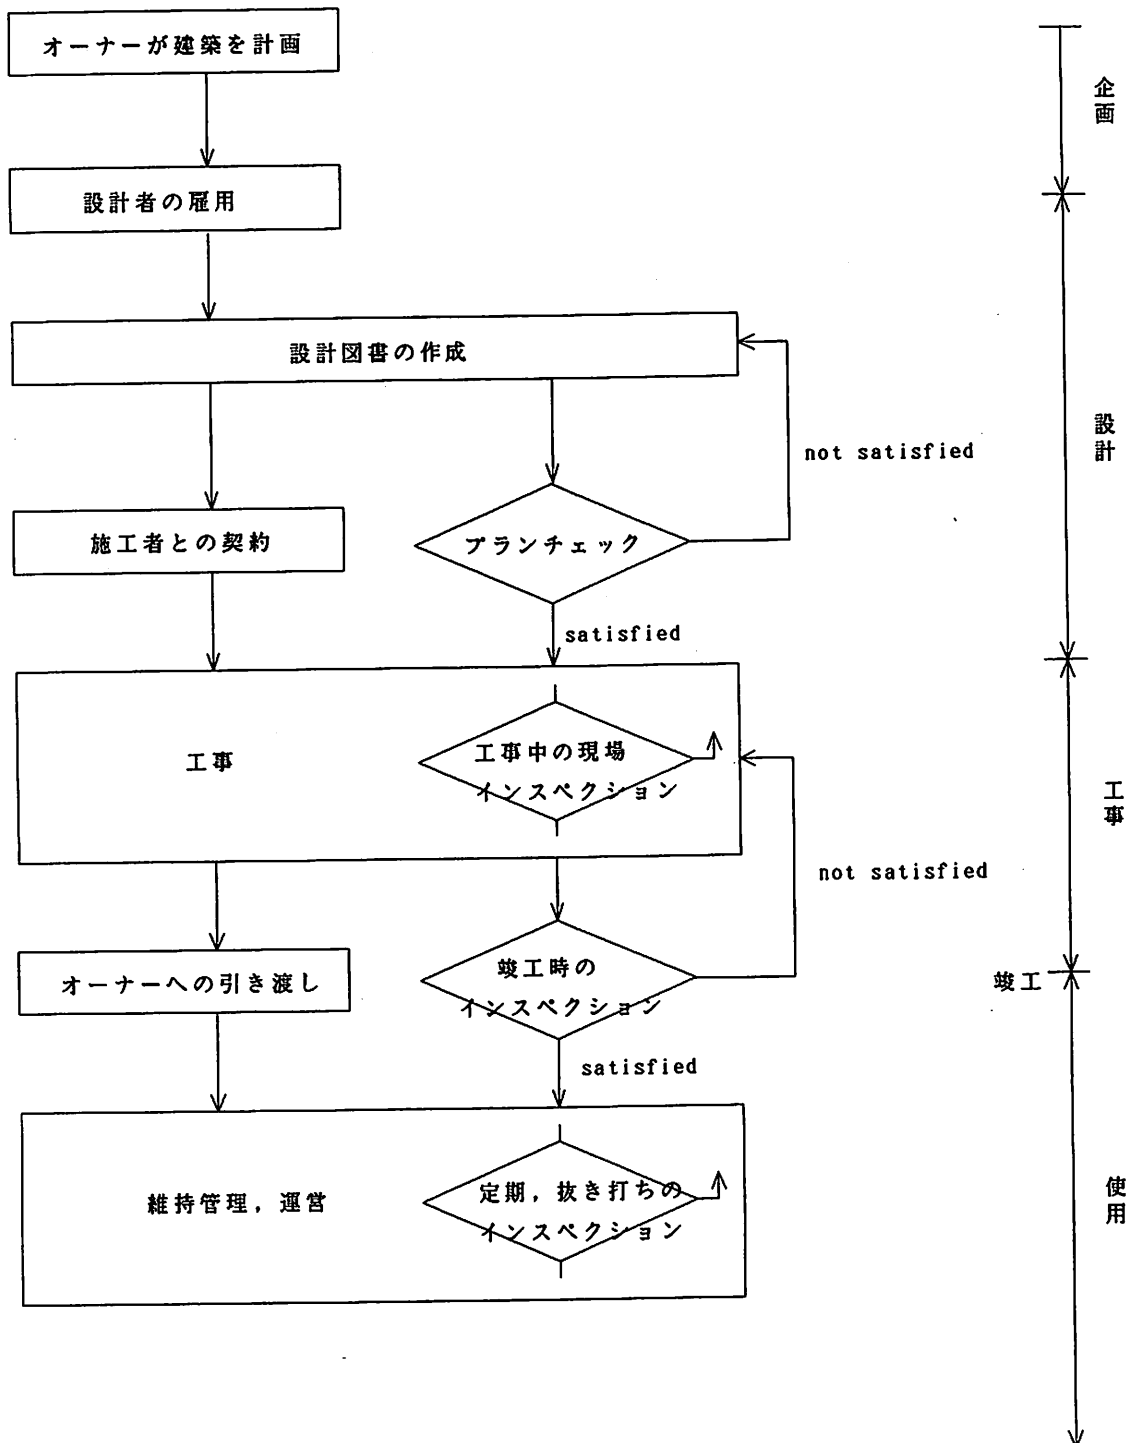 オーナーが建築を計画
企画
設計者の雇用
設計図書の作成
設計
not satisfied
施工者との契約
プランチェック
satisfied
工事
工事中の現場
インスペクション
工事
not satisfied
オーナーへの引き渡し
竣工時の
インスペクション
竣工
satisfied
維持管理，運営
定期，抜き打ちの
インスペクション
使用